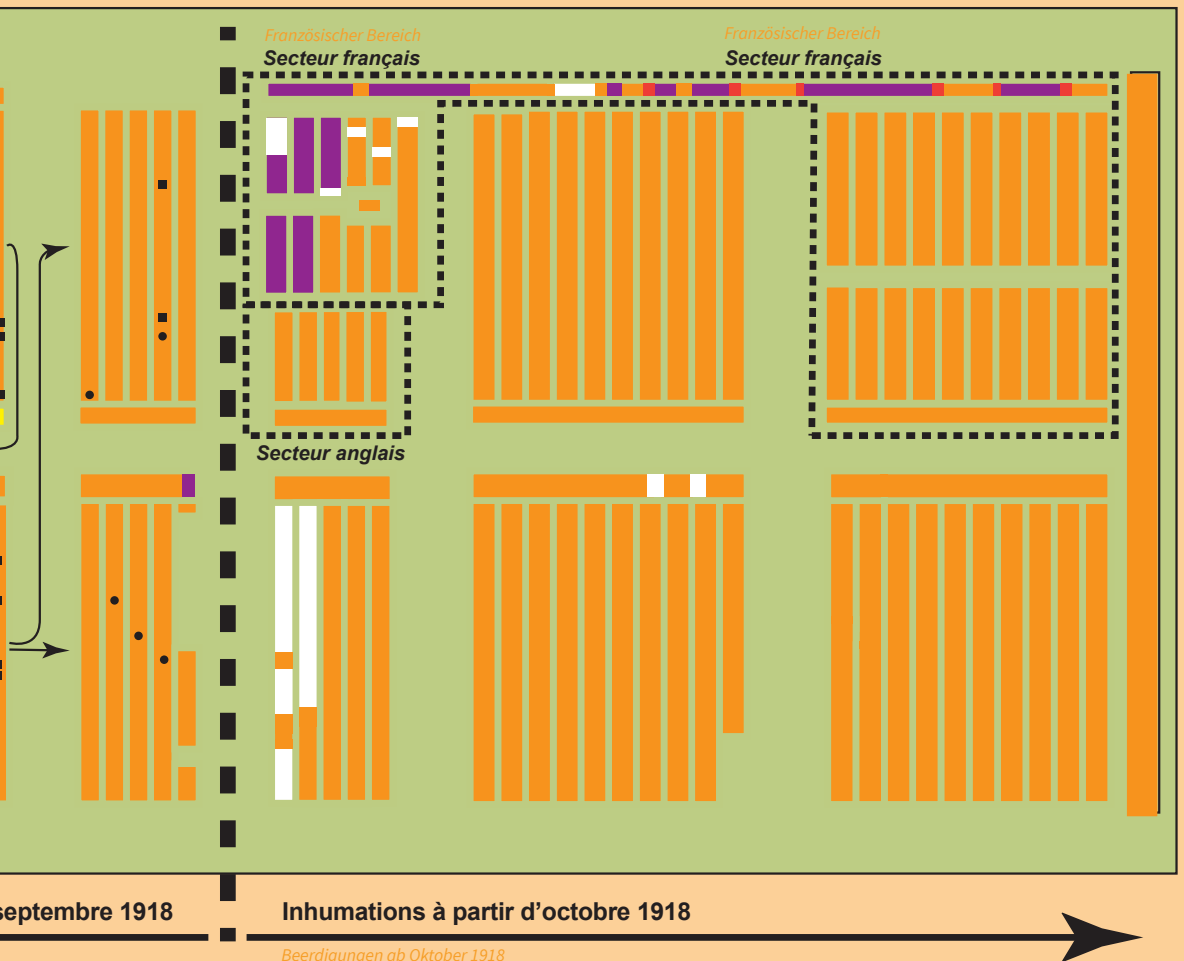 Französischer Bereich
Secteur français
Französischer Bereich
Secteur français
Secteur anglais
septembre 1918
Inhumations à partir d'octobre 1918
Beerdigungen ab Oktober 1918